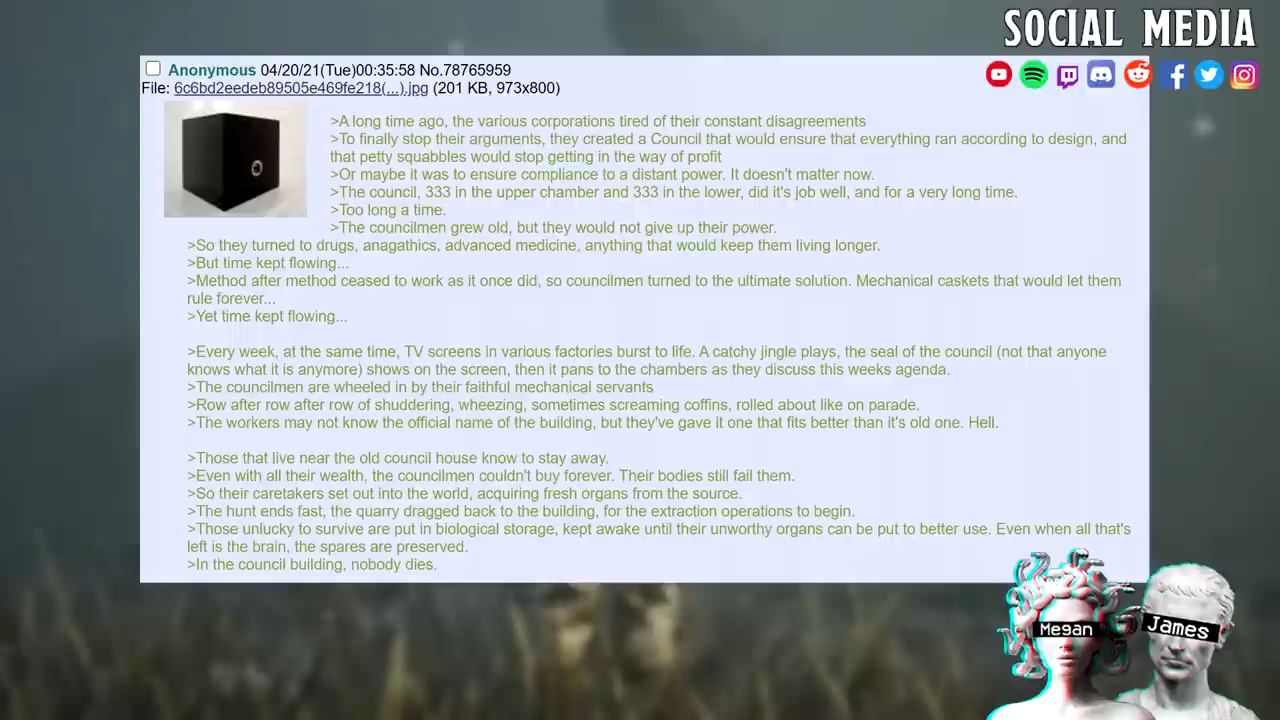 SOCIAL MEDIA
Anonymous 04/20/21(Tue)00:35:58 No.78765959
File: 6c6bd2eedeb89505e469fe218(...).jpg (201 KB, 973x800)
>A long time ago, the various corporations tired of their constant disagreements
>To finally stop their arguments, they created a Council that would ensure that everything ran according to design, and
that petty squabbles would stop getting in the way of profit
>Or maybe it was to ensure compliance to a distant power. It doesn't matter now.
>The council, 333 in the upper chamber and 333 in the lower, did it's job well, and for a very long time.
>Too long a time.
>The councilmen grew old, but they would not give up their power.
>So they turned to drugs, anagathics, advanced medicine, anything that would keep them living longer.
>But time kept flowing...
>Method after method ceased to work as it once did, so councilmen turned to the ultimate solution. Mechanical caskets that would let them
rule forever...
>Yet time kept flowing...
>Every week, at the same time, TV screens in various factories burst to life. A catchy jingle plays, the seal of the council (not that anyone
knows what it is anymore) shows on the screen, then it pans to the chambers as they discuss this weeks agenda.
>The councilmen are wheeled in by their faithful mechanical servants
>Row after row after row of shuddering, wheezing, sometimes screaming coffins, rolled about like on parade.
>The workers may not know the official name of the building, but they've gave it one that fits better than it's old one. Hell.
>Those that live near the old council house know to stay away.
>Even with all their wealth, the councilmen couldn't buy forever. Their bodies still fail them.
>So their caretakers set out into the world, acquiring fresh organs from the source.
>The hunt ends fast, the quarry dragged back to the building, for the extraction operations to begin.
>Those unlucky to survive are put in biological storage, kept awake until their unworthy organs can be put to better use. Even when all that's
left is the brain, the spares are preserved.
>In the council building, nobody dies.
Megan
James